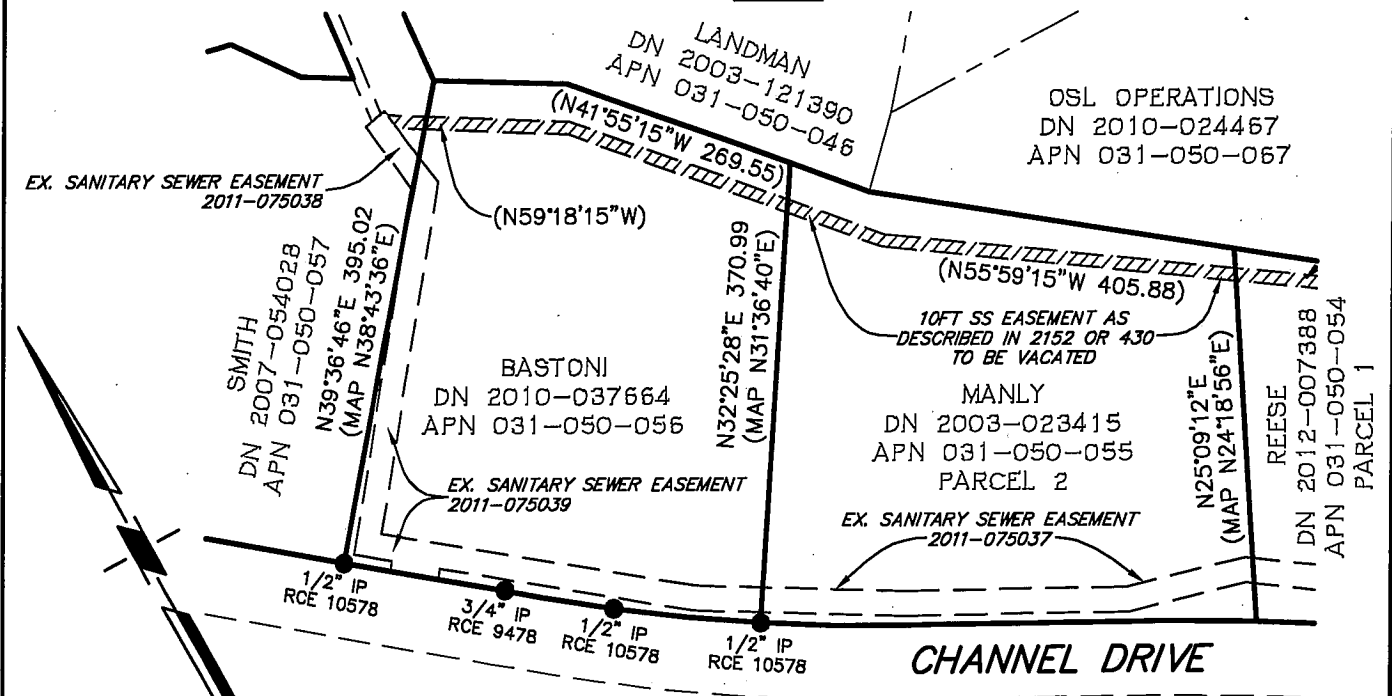 LANDMAN
DN 2003-121390
APN 031-050-046
OSL OPERATIONS
DN 2010-024467
APN 031-050-067
(N41°55'15"W 269.55)
EX. SANITARY SEWER EASEMENT
2011-075038
(N59°18'15"W)
(N55°59'15"W 405.88)
10FT SS EASEMENT AS
DESCRIBED IN 2152 OR 430
TO BE VACATED
SMITH
DN 2007-054028
APN 031-050-057
N39°36'46"E 395.02
(MAP N38°43'36"E)
BASTONI
DN 2010-037664
APN 031-050-056
N32°25'28"E 370.99
(MAP N31°36'40"E)
MANLY
DN 2003-023415
APN 031-050-055
PARCEL 2
N25°09'12"E
(MAP N24°18'56"E)
REESE
DN 2012-007388
APN 031-050-054
PARCEL 1
EX. SANITARY SEWER EASEMENT
2011-075039
EX. SANITARY SEWER EASEMENT
2011-075037
1/2" IP
RCE 10578
3/4" IP
RCE 9478
1/2" IP
RCE 10578
1/2" IP
RCE 10578
CHANNEL DRIVE